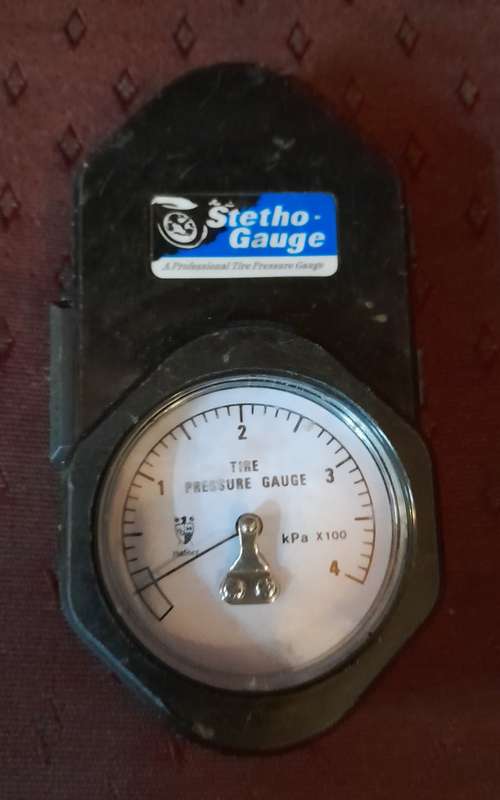 Stetho-
Gauge
A Professional Tire Pressure Gauge
2
TIRE
PRESSURE GAUGE
1
3
kPa X100
4